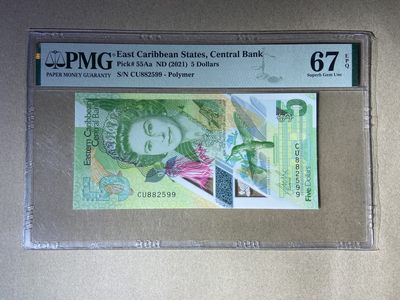 PMG
PAPER MONEY GUARANTY
East Caribbean States, Central Bank
Pick# 55Aa ND (2021) 5 Dollars
S/N CU882599 - Polymer
67 EPQ
Superb Gem Unc
Eastern Caribbean
Central Bank
5
CU882599
CU882599
Five Dollars